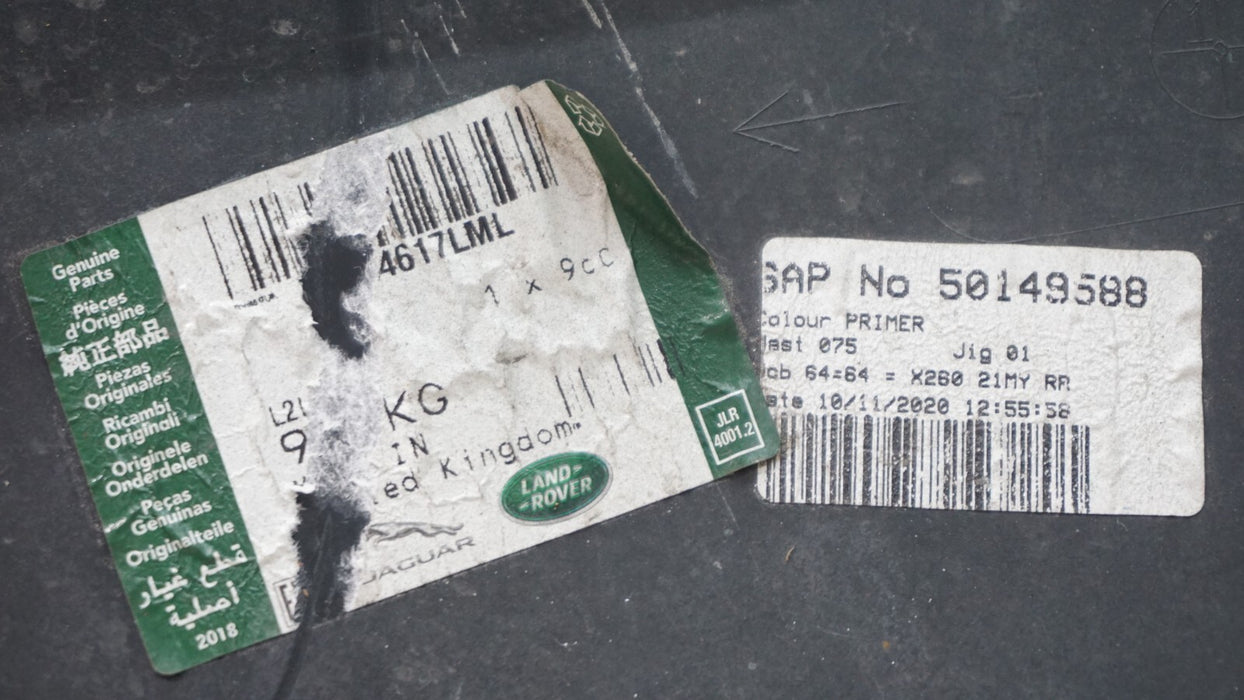 Genuine
Parts
Pièces
d'Origine
純正部品
Piezas
Originales
Ricambi
Originali
Originele
Onderdelen
Peças
Genuinas
Originalteile
قطع غيار
أصلية
2018
4617LML
1 x 9cc
KG
9
IN
ed Kingdom
LAND-
-ROVER
JAGUAR
JLR
4001.2
SAP No 50149588
Colour PRIMER
075 Jig 01
64=64 = X260 21MY RR
10/11/2020 12:55:58